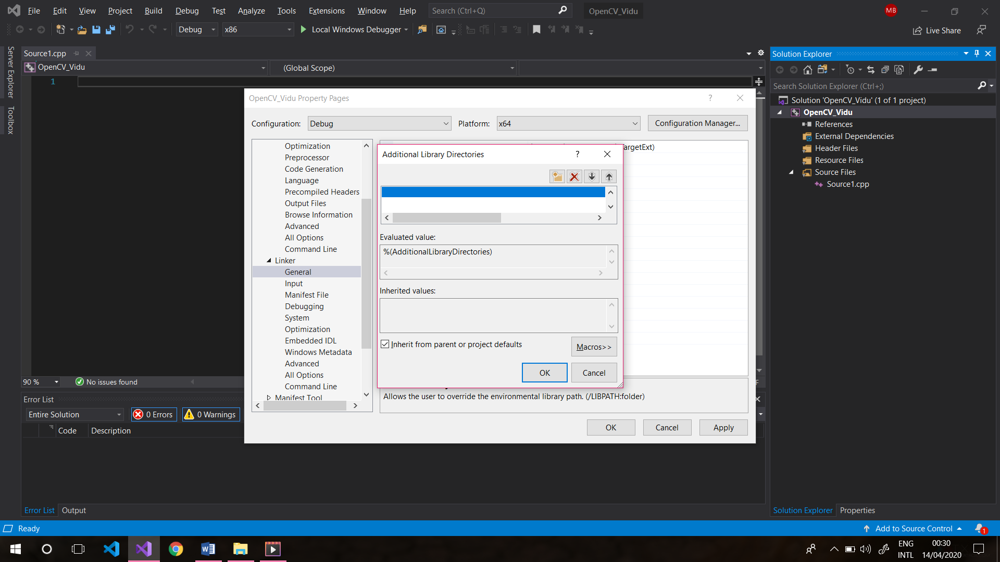 File Edit View Project Build Debug Test Analyze Tools Extensions Window Help Search (Ctrl+Q) OpenCV_Vidu MB
Debug x86 Local Windows Debugger Live Share
Server Explorer
Toolbox
Source1.cpp
OpenCV_Vidu (Global Scope)
1
OpenCV_Vidu Property Pages ?
Configuration: Debug Platform: x64 Configuration Manager...
Optimization
Preprocessor
Code Generation
Language
Precompiled Headers
Output Files
Browse Information
Advanced
All Options
Command Line
Linker
General
Input
Manifest File
Debugging
System
Optimization
Embedded IDL
Windows Metadata
Advanced
All Options
Command Line
Manifest Tool
argetExt)
Additional Library Directories ?
Evaluated value:
%(AdditionalLibraryDirectories)
Inherited values:
Inherit from parent or project defaults
Macros>>
OK Cancel
Allows the user to override the environmental library path. (/LIBPATH:folder)
OK Cancel Apply
90 % No issues found
Error List
Entire Solution 0 Errors 0 Warnings
Code Description
Error List Output
Solution Explorer
Search Solution Explorer (Ctrl+;)
Solution 'OpenCV_Vidu' (1 of 1 project)
OpenCV_Vidu
References
External Dependencies
Header Files
Resource Files
Source Files
Source1.cpp
Solution Explorer Properties
Ready Add to Source Control 1
ENG 00:30
INTL 14/04/2020